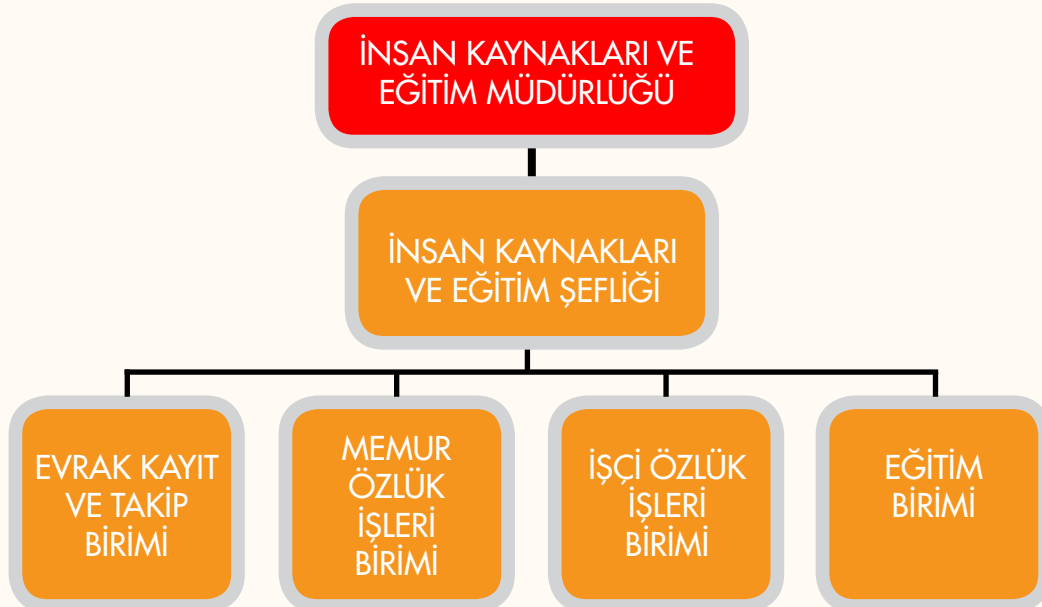 İNSAN KAYNAKLARI VE
EĞİTİM MÜDÜRLÜĞÜ
İNSAN KAYNAKLARI
VE EĞİTİM ŞEFLİĞİ
EVRAK KAYIT
VE TAKİP
BİRİMİ
MEMUR
ÖZLÜK
İŞLERİ
BİRİMİ
İŞÇİ ÖZLÜK
İŞLERİ
BİRİMİ
EĞİTİM
BİRİMİ